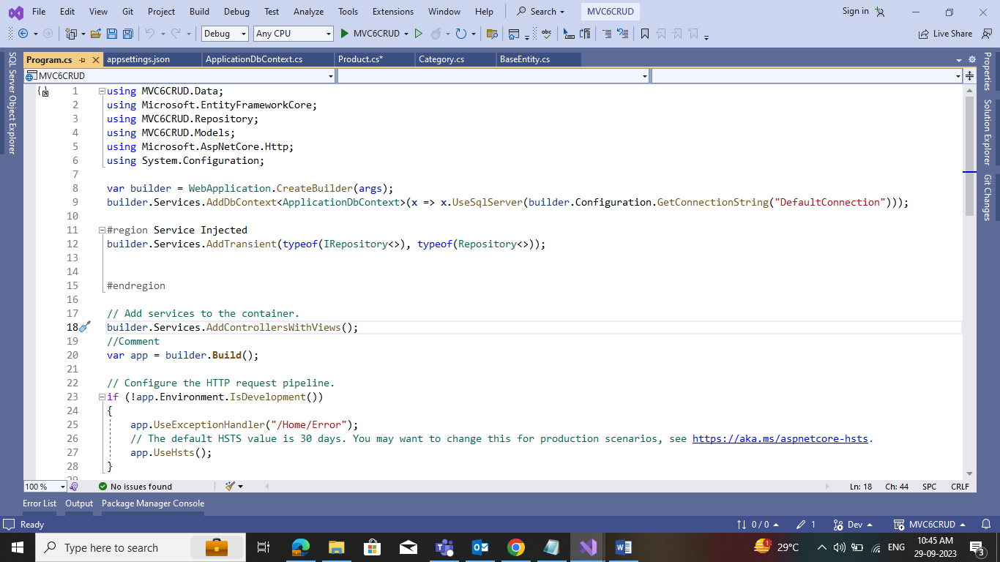 File Edit View Git Project Build Debug Test Analyze Tools Extensions Window Help Search MVC6CRUD Sign in
Debug Any CPU MVC6CRUD Live Share
Program.cs appsettings.json ApplicationDbContext.cs Product.cs* Category.cs BaseEntity.cs
MVC6CRUD
SQL Server Object Explorer
Properties
Solution Explorer
Git Changes
1 using MVC6CRUD.Data;
2 using Microsoft.EntityFrameworkCore;
3 using MVC6CRUD.Repository;
4 using MVC6CRUD.Models;
5 using Microsoft.AspNetCore.Http;
6 using System.Configuration;
7
8 var builder = WebApplication.CreateBuilder(args);
9 builder.Services.AddDbContext<ApplicationDbContext>(x => x.UseSqlServer(builder.Configuration.GetConnectionString("DefaultConnection")));
10
11 #region Service Injected
12 builder.Services.AddTransient(typeof(IRepository<>), typeof(Repository<>));
13
14
15 #endregion
16
17 // Add services to the container.
18 builder.Services.AddControllersWithViews();
19 //Comment
20 var app = builder.Build();
21
22 // Configure the HTTP request pipeline.
23 if (!app.Environment.IsDevelopment())
24 {
25 app.UseExceptionHandler("/Home/Error");
26 // The default HSTS value is 30 days. You may want to change this for production scenarios, see https://aka.ms/aspnetcore-hsts.
27 app.UseHsts();
28 }
29
100 % No issues found Ln: 18 Ch: 44 SPC CRLF
Error List Output Package Manager Console
Ready 0 / 0 1 Dev MVC6CRUD
Type here to search 1 29°C ENG 10:45 AM
29-09-2023 3